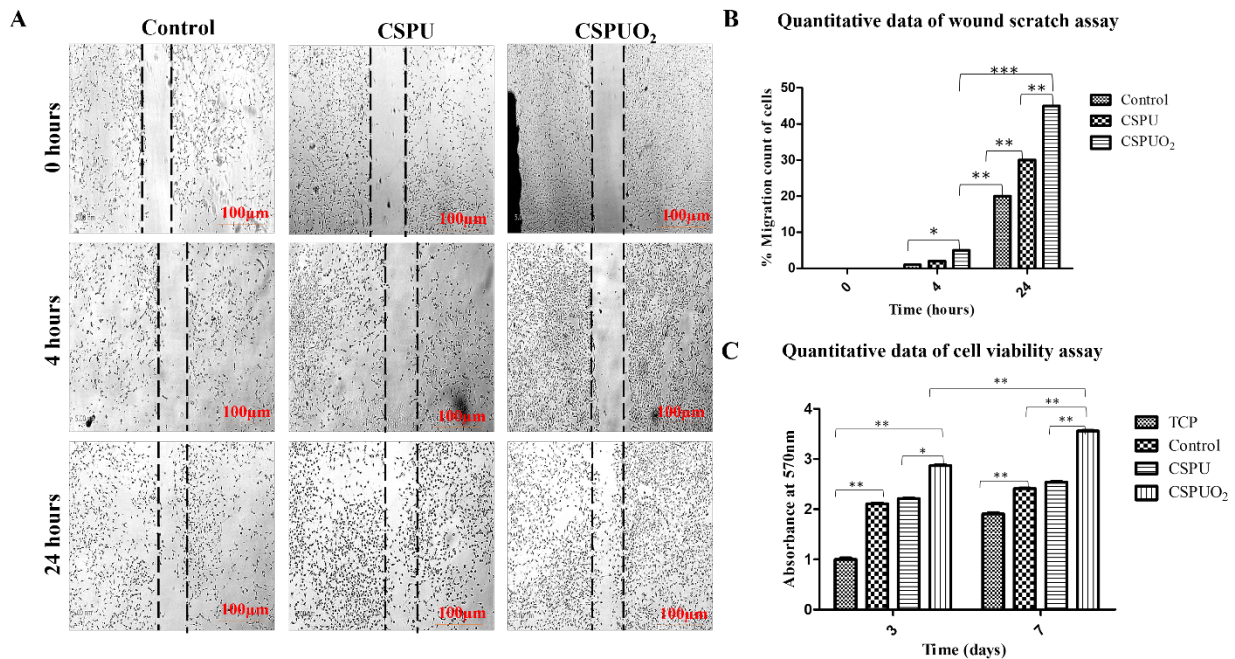 A
Control
CSPU
CSPUO₂
0 hours
100µm
100µm
100µm
4 hours
100µm
100µm
100µm
24 hours
100µm
100µm
100µm
B
Quantitative data of wound scratch assay
% Migration count of cells
50
40
30
20
10
0
*
**
**
**
***
0
4
24
Time (hours)
Control
CSPU
CSPUO₂
C
Quantitative data of cell viability assay
Absorbance at 570nm
4
3
2
1
0
**
**
*
**
**
**
**
3
7
Time (days)
TCP
Control
CSPU
CSPUO₂